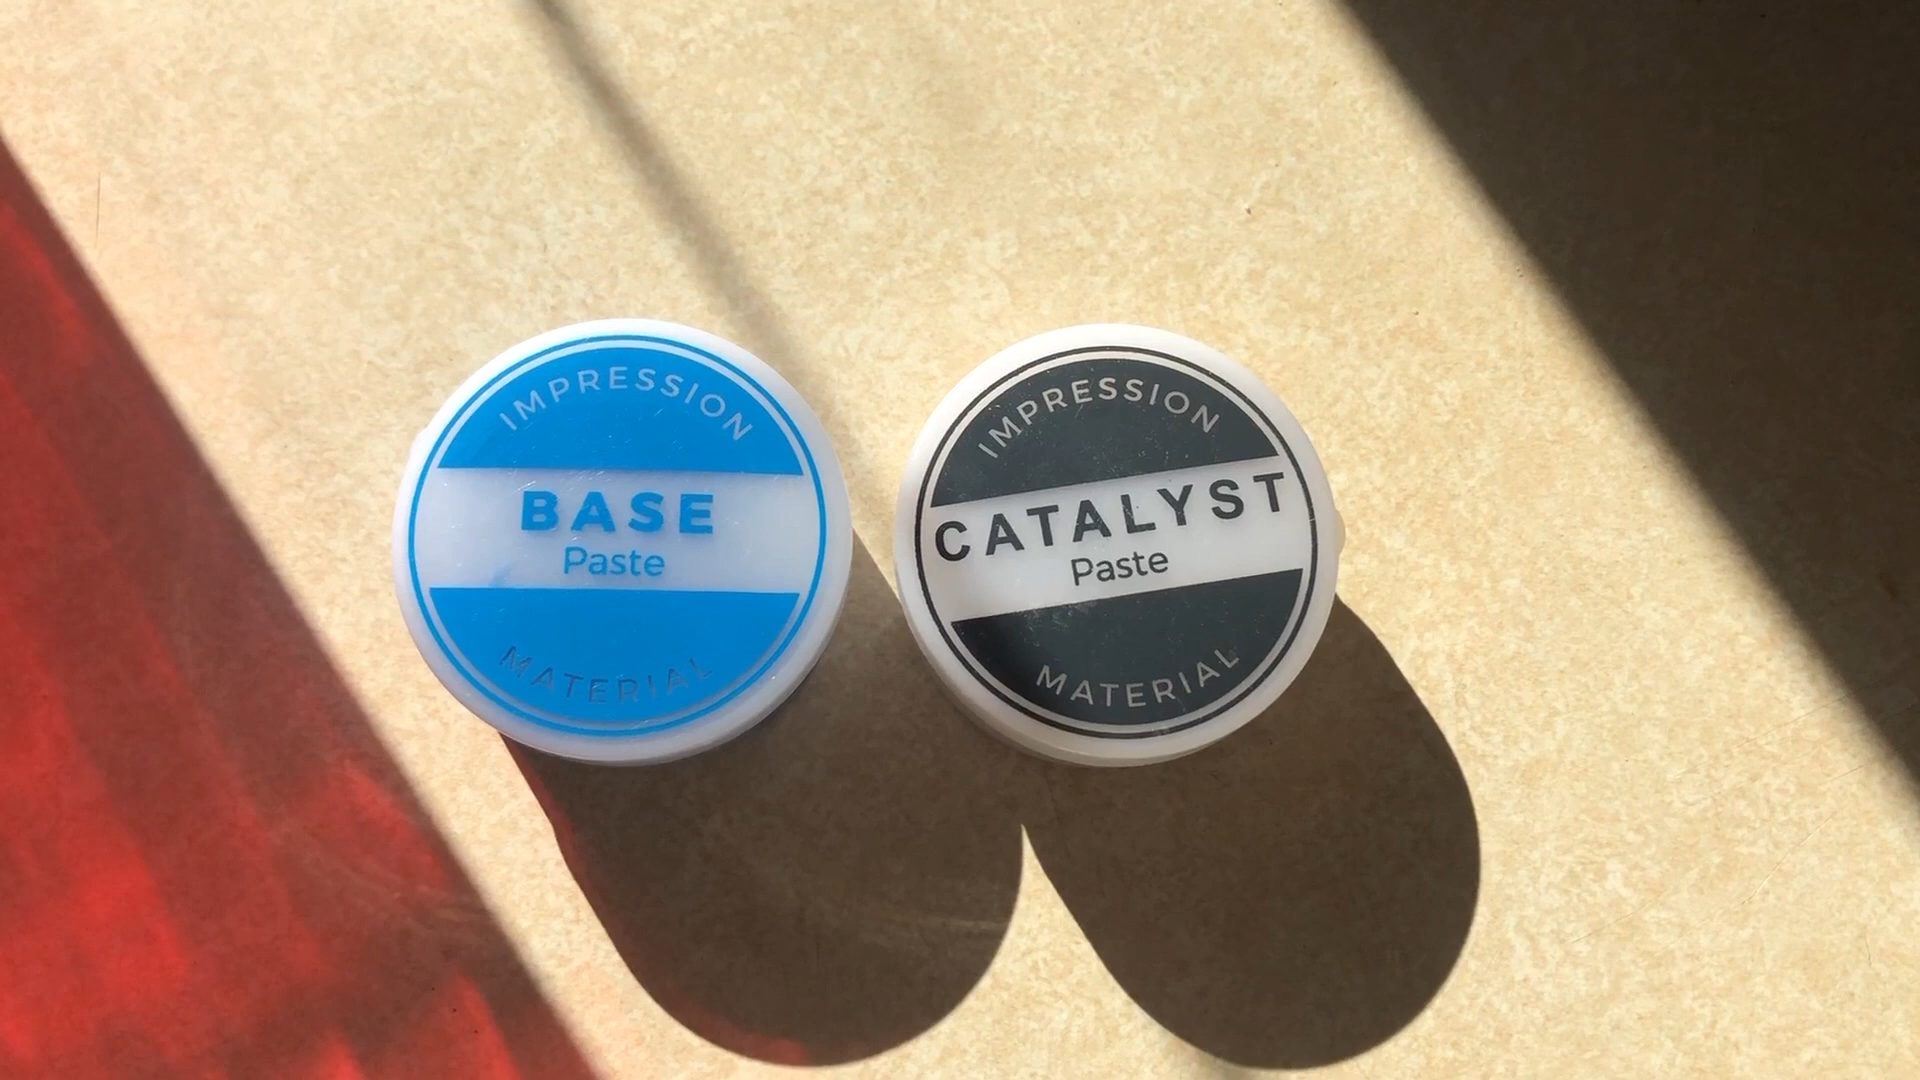 IMPRESSION
BASE
Paste
MATERIAL
IMPRESSION
CATALYST
Paste
MATERIAL